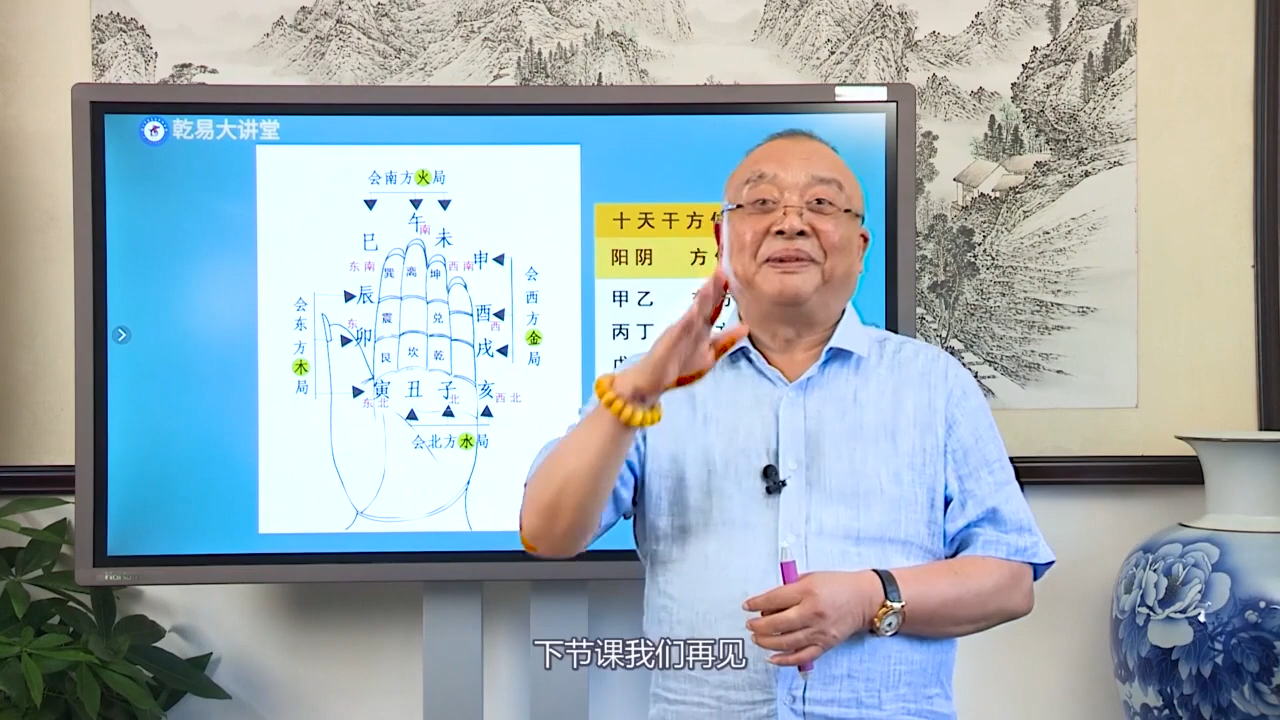 乾易大讲堂
会南方火局
午
南
巳
未
东南
西南
申
巽
离
坤
会东方木局
会西方金局
辰
酉
东
西
震
兑
卯
戌
艮
坎
乾
寅
丑
子
亥
东北
北
西北
会北方水局
十天干方
阳阴 方
甲乙
丙丁
下节课我们再见